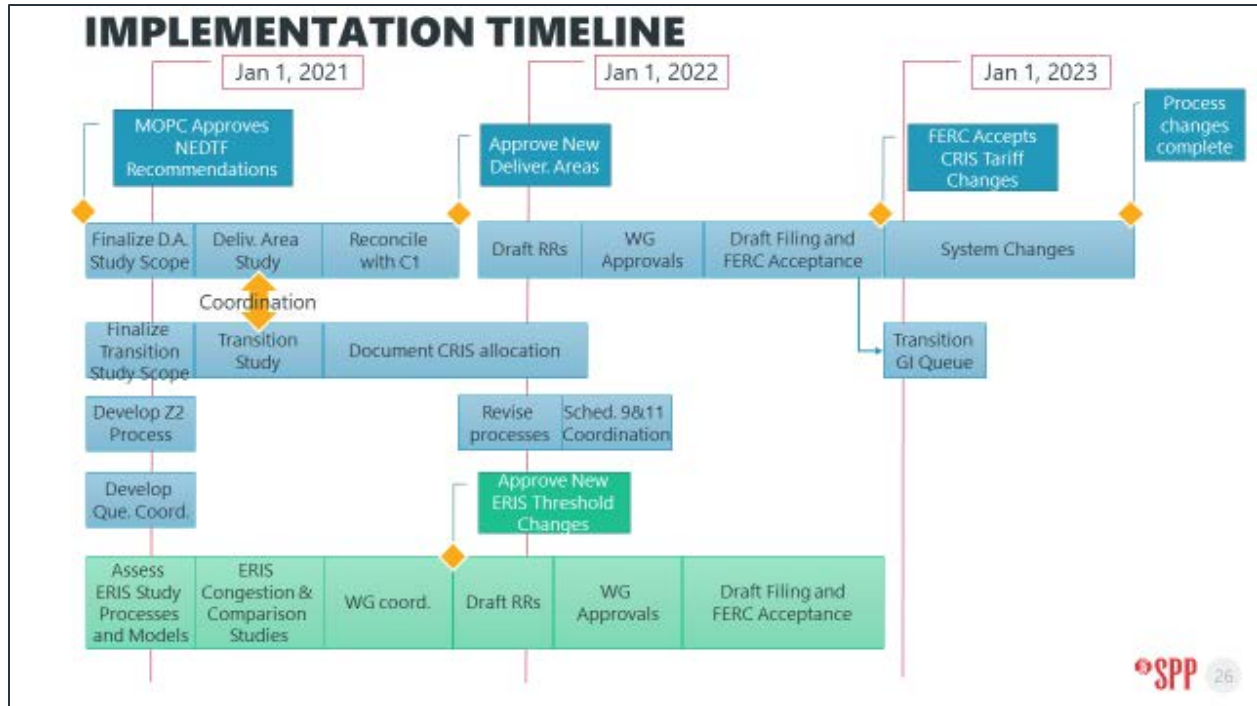 IMPLEMENTATION TIMELINE
Jan 1, 2021
Jan 1, 2022
Jan 1, 2023
MOPC Approves
NEDTF
Recommendations
Approve New
Deliver. Areas
FERC Accepts
CRIS Tariff
Changes
Process
changes
complete
Finalize D.A.
Study Scope
Deliv. Area
Study
Reconcile
with C1
Draft RRs
WG
Approvals
Draft Filing and
FERC Acceptance
System Changes
Coordination
Finalize
Transition
Study Scope
Transition
Study
Document CRIS allocation
Transition
GI Queue
Develop Z2
Process
Revise
processes
Sched. 9&11
Coordination
Develop
Que. Coord.
Approve New
ERIS Threshold
Changes
Assess
ERIS Study
Processes
and Models
ERIS
Congestion &
Comparison
Studies
WG coord.
Draft RRs
WG
Approvals
Draft Filing and
FERC Acceptance
SPP
26